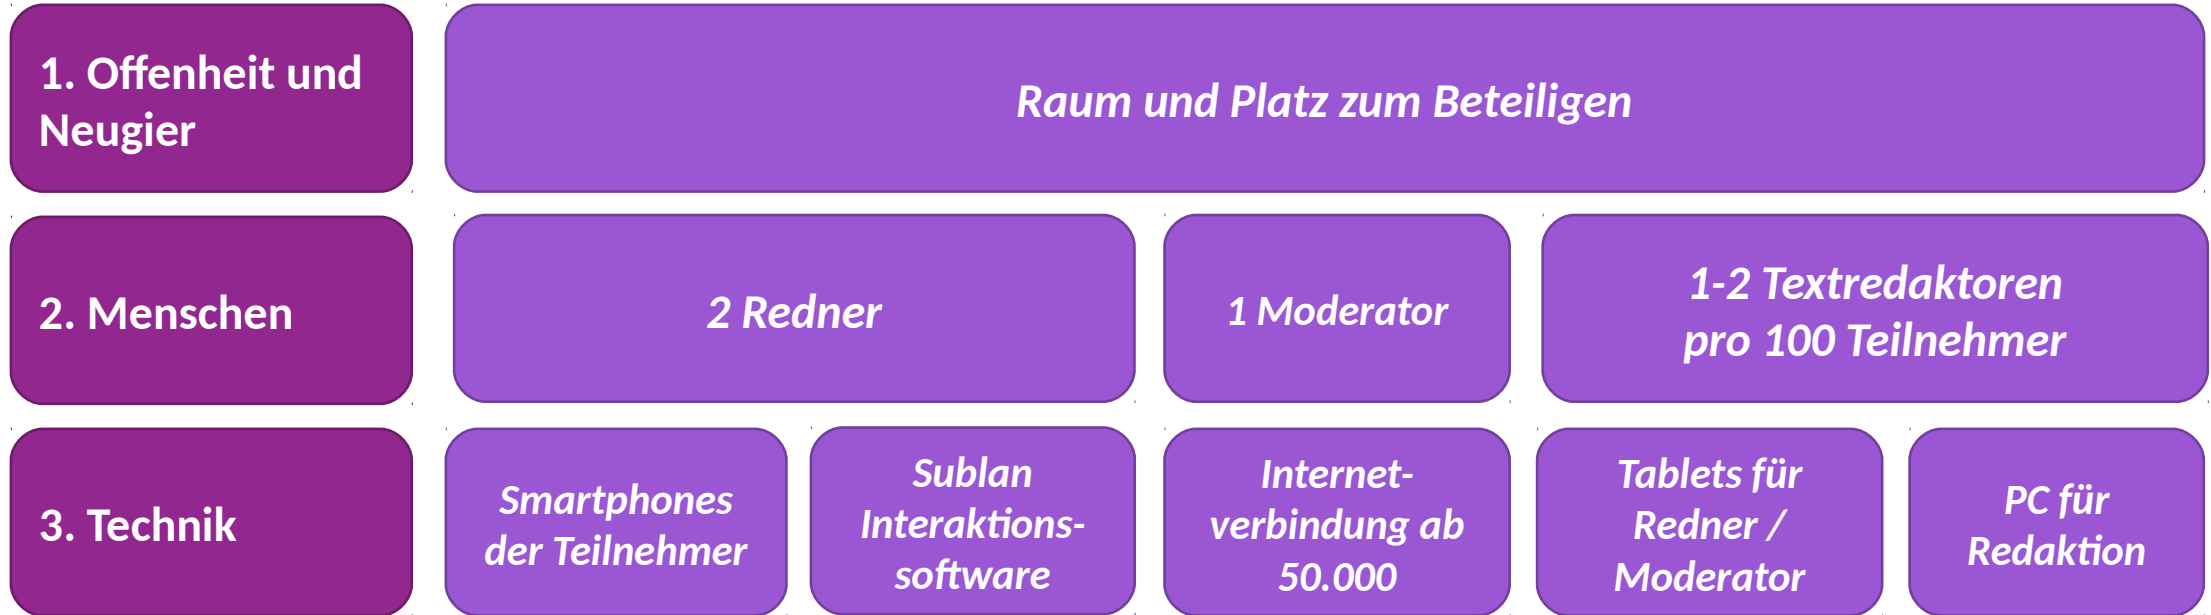 1. Offenheit und
Neugier
Raum und Platz zum Beteiligen
2. Menschen
2 Redner
1 Moderator
1-2 Textredaktoren
pro 100 Teilnehmer
3. Technik
Smartphones
der Teilnehmer
Sublan
Interaktions-
software
Internet-
verbindung ab
50.000
Tablets für
Redner /
Moderator
PC für
Redaktion